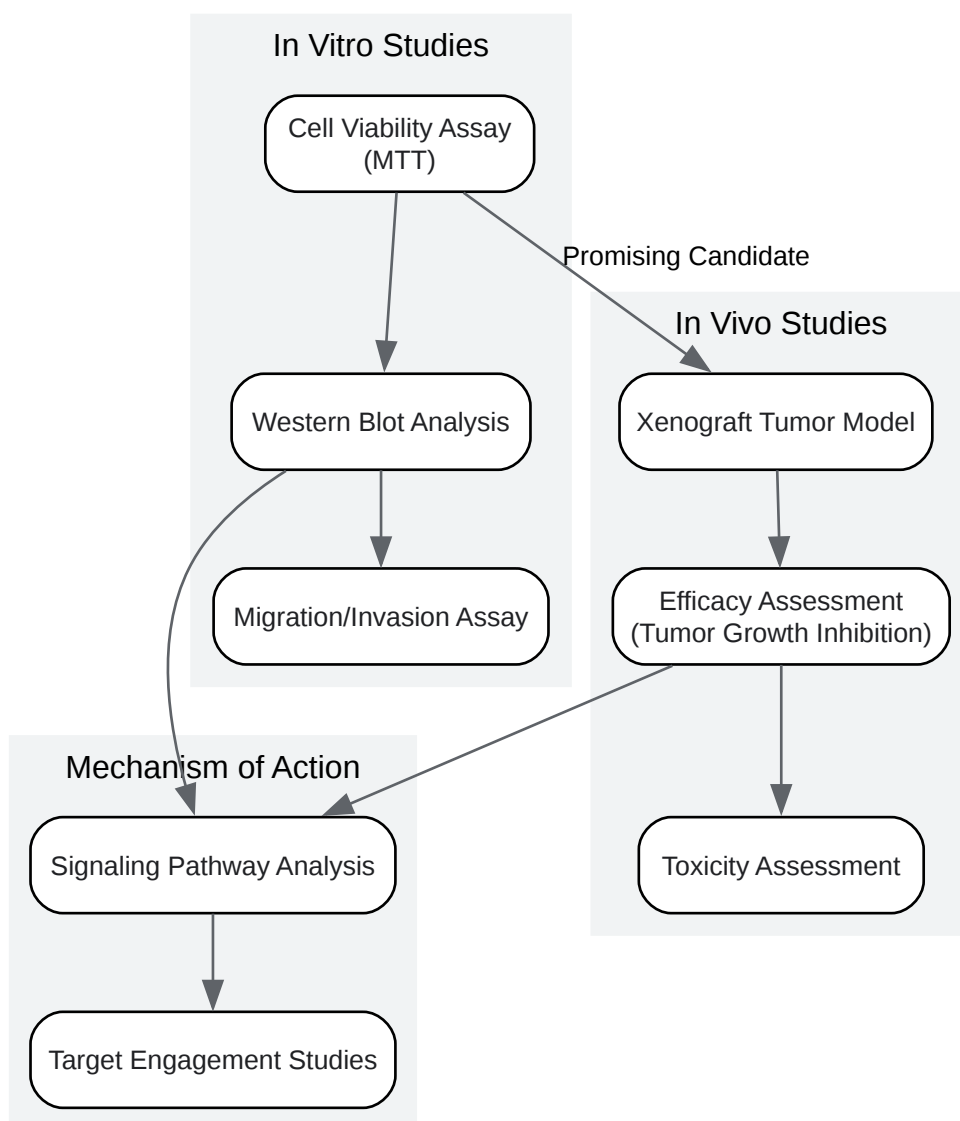 In Vitro Studies
Cell Viability Assay
(MTT)
Promising Candidate
In Vivo Studies
Western Blot Analysis
Xenograft Tumor Model
Migration/Invasion Assay
Efficacy Assessment
(Tumor Growth Inhibition)
Mechanism of Action
Signaling Pathway Analysis
Toxicity Assessment
Target Engagement Studies